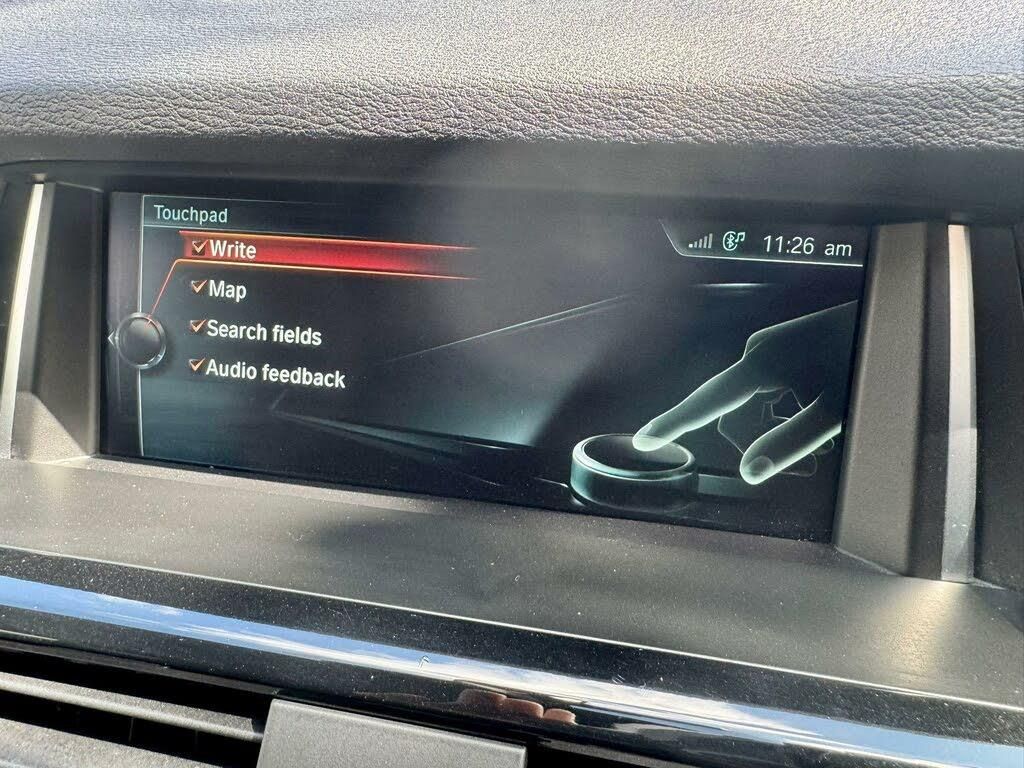 Touchpad
Write
11:26 am
Map
Search fields
Audio feedback